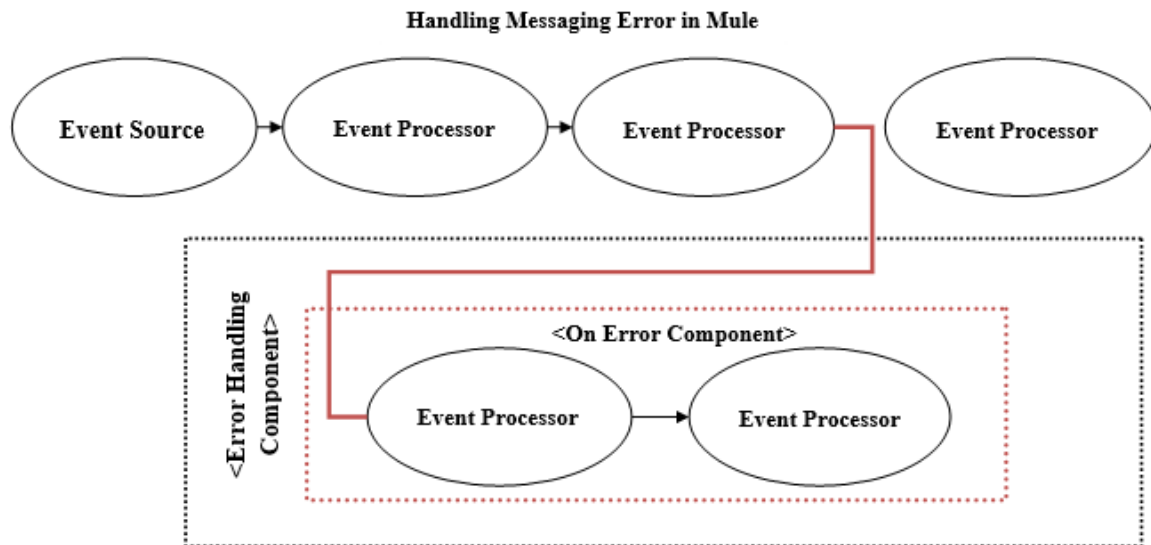 Handling Messaging Error in Mule
Event Source
Event Processor
Event Processor
Event Processor
<Error Handling
Component>
<On Error Component>
Event Processor
Event Processor